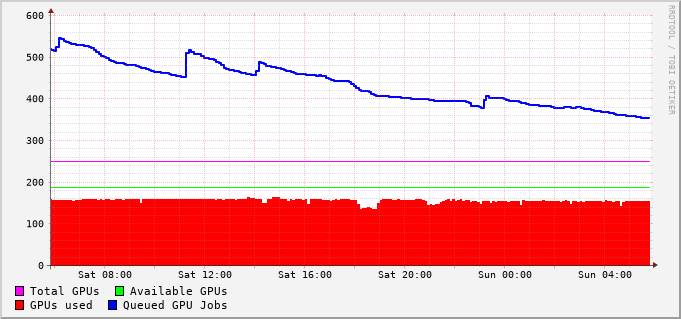 600
500
400
300
200
100
0
Sat 08:00 Sat 12:00 Sat 16:00 Sat 20:00 Sun 00:00 Sun 04:00
Total GPUs Available GPUs
GPUs used Queued GPU Jobs
RRDTOOL / TOBI OETIKER